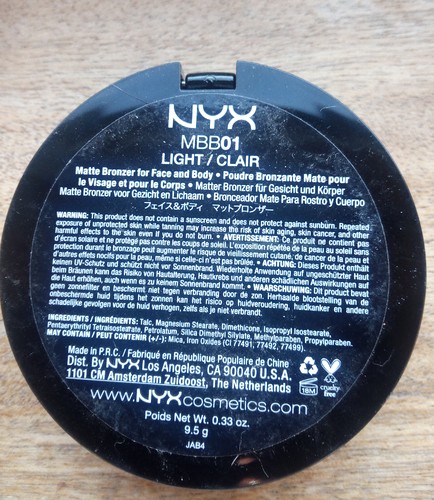 NYX
MBB01
LIGHT / CLAIR
Matte Bronzer for Face and Body • Poudre Bronzante Mate pour
le Visage et pour le Corps • Matter Bronzer für Gesicht und Körper
Matte Bronzer voor Gezicht en Lichaam • Bronceador Mate Para Rostro y Cuerpo
フェイス&ボディ マットブロンザー
WARNING: This product does not contain a sunscreen and does not protect against sunburn. Repeated
exposure of unprotected skin while tanning may increase the risk of skin aging, skin cancer, and other
harmful effects to the skin even if you do not burn. • AVERTISSEMENT: Ce produit ne contient pas
d'écran solaire et ne protège pas contre les coups de soleil. L'exposition répétée de la peau au soleil sans
protection durant le bronzage peut augmenter le risque de vieillissement cutané, de cancer de la peau et
d'autres effets nocifs pour la peau, même si celle-ci n'est pas brûlée. • ACHTUNG: Dieses Produkt enthält
keinen UV-Schutz und schützt nicht vor Sonnenbrand. Wiederholte Anwendung auf ungeschützter Haut
beim Bräunen kann das Risiko von Hautalterung, Hautkrebs und anderen schädlichen Auswirkungen auf
die Haut erhöhen, auch wenn es zu keinem Sonnenbrand kommt. • WAARSCHUWING: Dit product bevat
geen zonnefilter en beschermt niet tegen verbranding door de zon. Herhaalde blootstelling van de
onbeschermde huid tijdens het zonnen kan het risico op huidveroudering, huidkanker en andere
schadelijke gevolgen voor de huid verhogen, zelfs als je niet verbrandt.
INGREDIENTS / INGRÉDIENTS: Talc, Magnesium Stearate, Dimethicone, Isopropyl Isostearate,
Pentaerythrityl Tetraisostearate, Petrolatum, Silica Dimethyl Silylate, Methylparaben, Propylparaben.
MAY CONTAIN / PEUT CONTENIR (+/-): Mica, Iron Oxides (CI 77491, 77492, 77499).
Made in P.R.C. / Fabriqué en République Populaire de Chine
Dist. By NYX Los Angeles, CA 90040 U.S.A.
1101 CM Amsterdam Zuidoost, The Netherlands
18M
cruelty
free
www.NYXcosmetics.com
Poids Net Wt. 0.33 oz.
9.5 g
JAB4